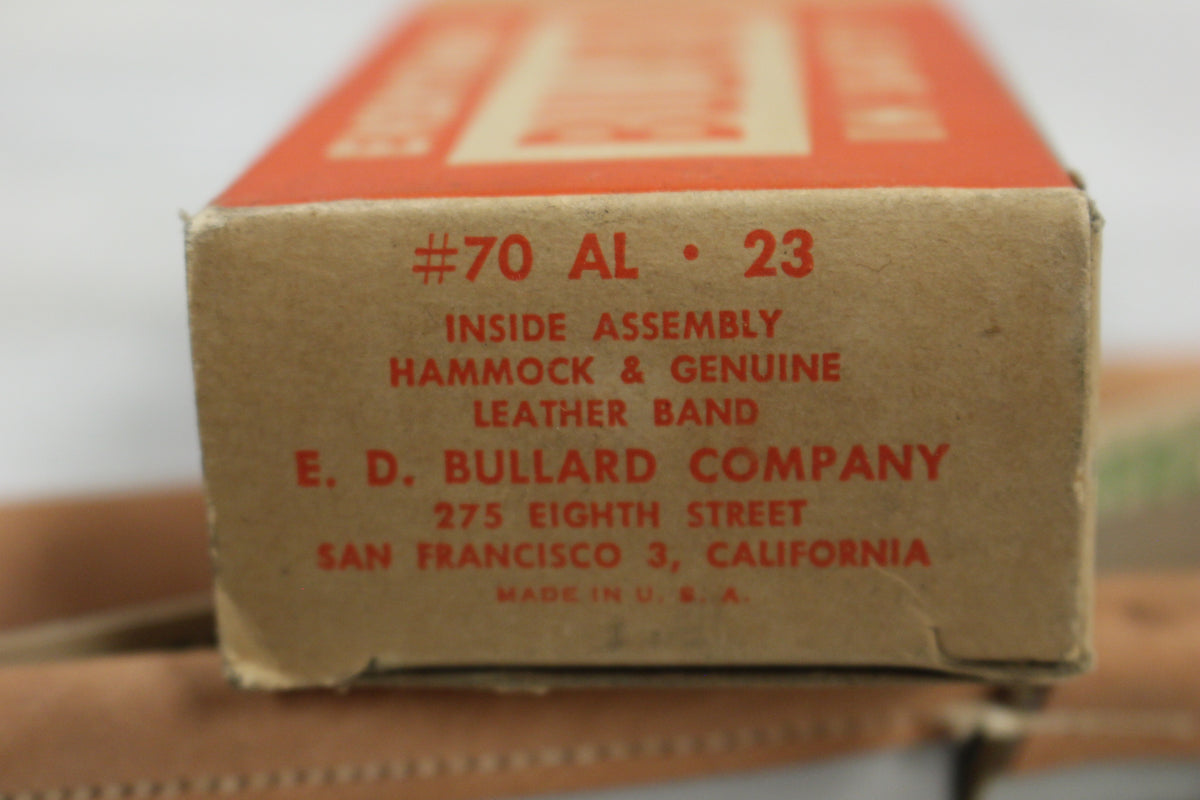 #70 AL • 23
INSIDE ASSEMBLY
HAMMOCK & GENUINE
LEATHER BAND
E. D. BULLARD COMPANY
275 EIGHTH STREET
SAN FRANCISCO 3, CALIFORNIA
MADE IN U. S. A.